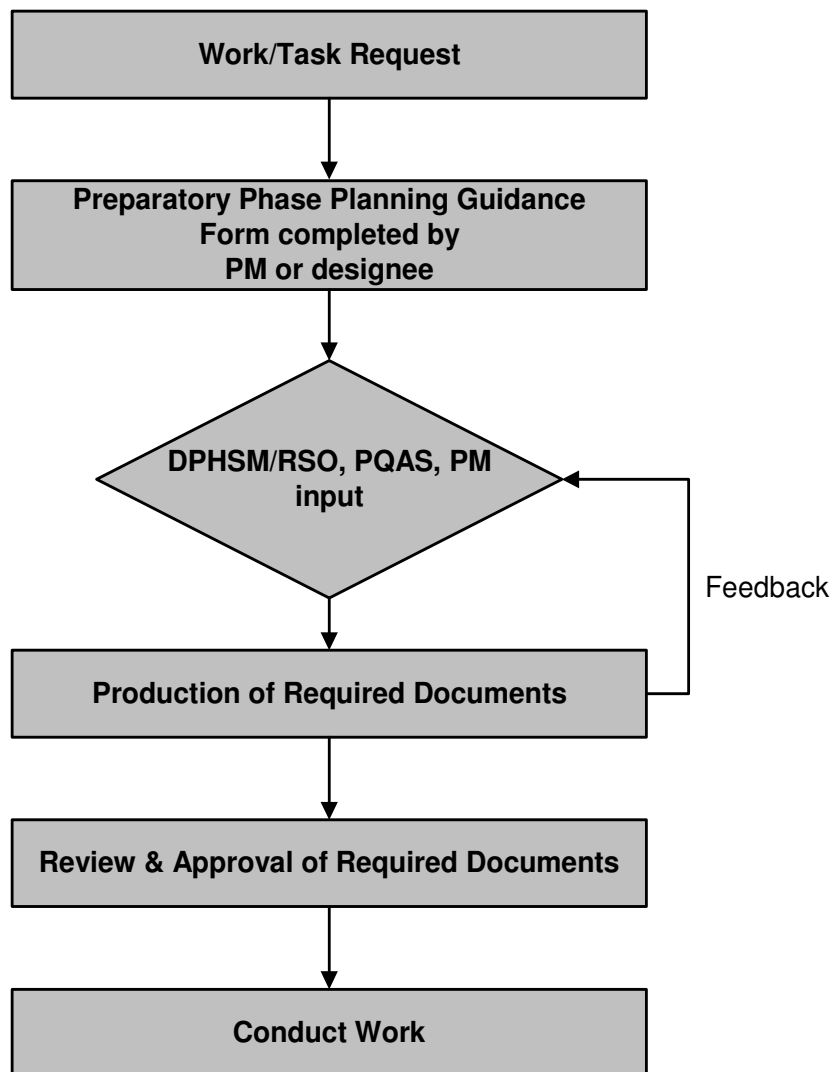 Work/Task Request
Preparatory Phase Planning Guidance
Form completed by
PM or designee
DPHSM/RSO, PQAS, PM
input
Feedback
Production of Required Documents
Review & Approval of Required Documents
Conduct Work